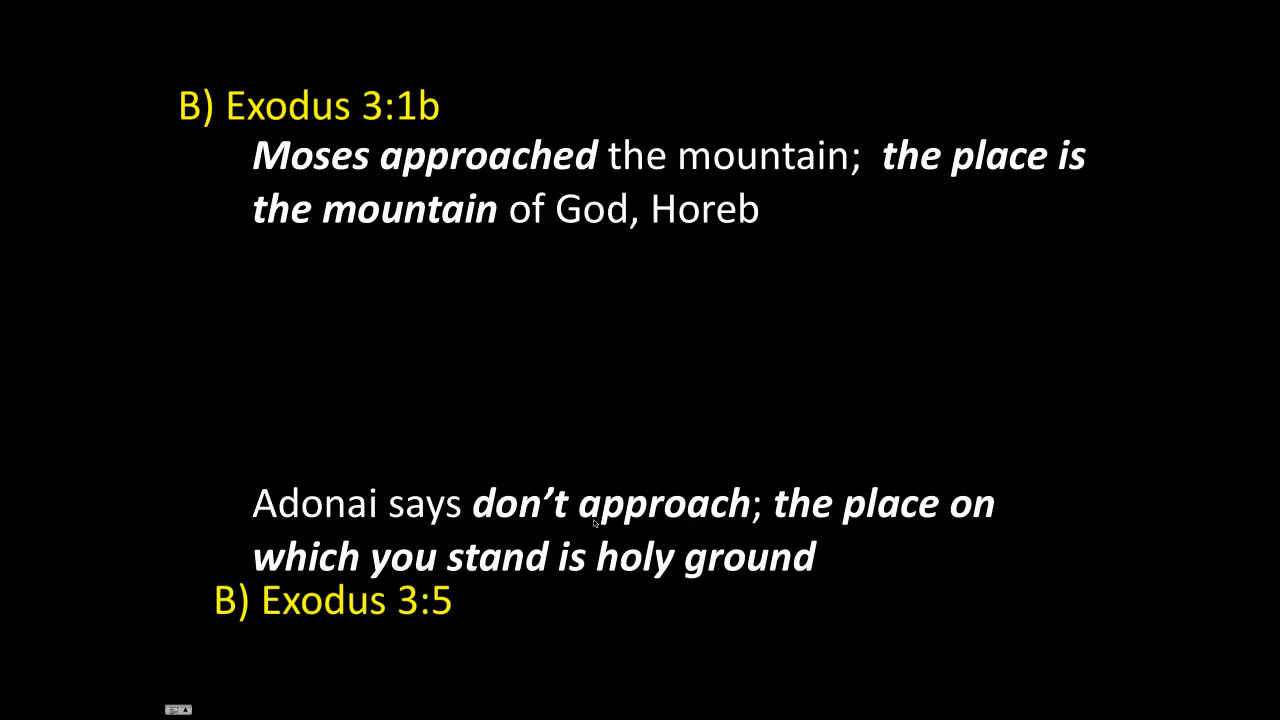 B) Exodus 3:1b
Moses approached the mountain;  the place is
the mountain of God, Horeb
Adonai says don’t approach; the place on
which you stand is holy ground
B) Exodus 3:5